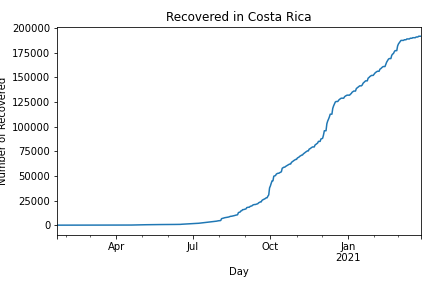 Recovered in Costa Rica
200000
175000
150000
125000
100000
75000
50000
25000
0
Number of Recovered
Apr
Jul
Oct
Jan
2021
Day